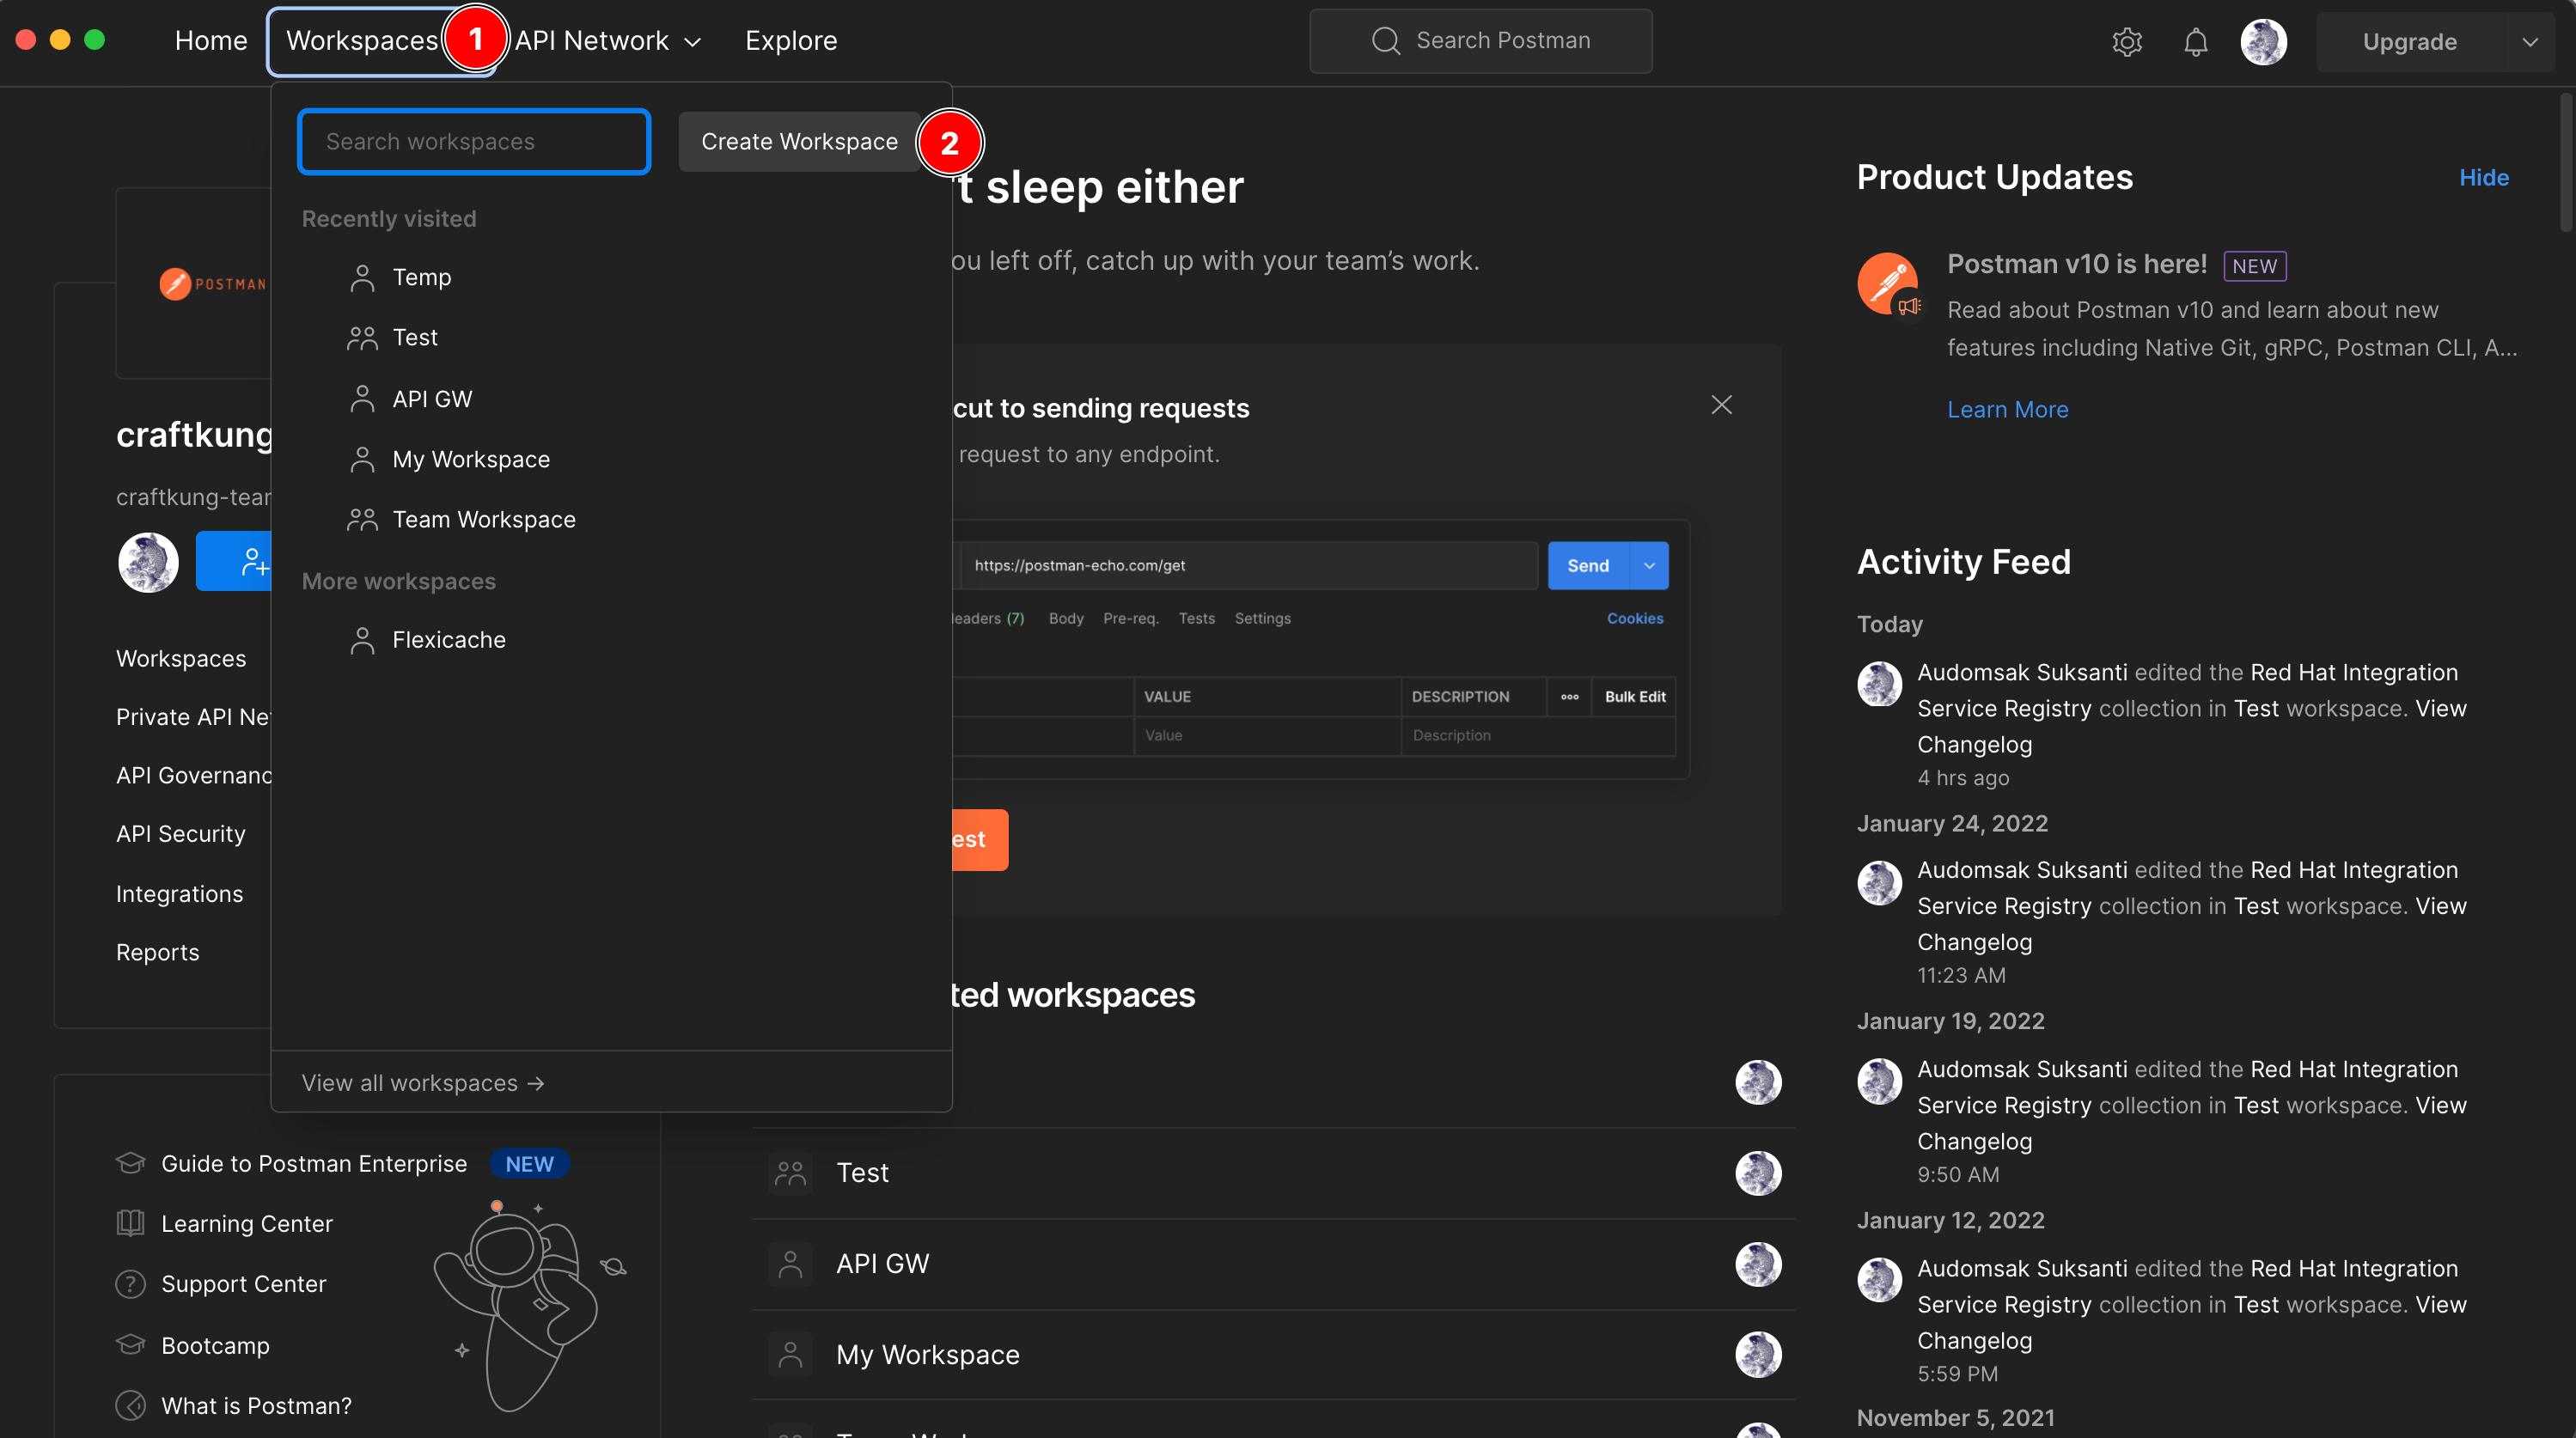 Home
Workspaces
1
API Network
Explore
Search Postman
Upgrade
Search workspaces
Create Workspace
2
Recently visited
Temp
Test
API GW
My Workspace
Team Workspace
More workspaces
Flexicache
View all workspaces →
POSTMAN
craftkung
craftkung-tear
Workspaces
Private API Net
API Governanc
API Security
Integrations
Reports
Guide to Postman Enterprise NEW
Learning Center
Support Center
Bootcamp
What is Postman?
't sleep either
ou left off, catch up with your team's work.
cut to sending requests
request to any endpoint.
https://postman-echo.com/get
Send
eaders (7)
Body
Pre-req.
Tests
Settings
Cookies
VALUE
DESCRIPTION
Bulk Edit
Value
Description
est
ted workspaces
Test
API GW
My Workspace
Product Updates
Hide
Postman v10 is here! NEW
Read about Postman v10 and learn about new
features including Native Git, gRPC, Postman CLI, A...
Learn More
Activity Feed
Today
Audomsak Suksanti edited the Red Hat Integration
Service Registry collection in Test workspace. View
Changelog
4 hrs ago
January 24, 2022
Audomsak Suksanti edited the Red Hat Integration
Service Registry collection in Test workspace. View
Changelog
11:23 AM
January 19, 2022
Audomsak Suksanti edited the Red Hat Integration
Service Registry collection in Test workspace. View
Changelog
9:50 AM
January 12, 2022
Audomsak Suksanti edited the Red Hat Integration
Service Registry collection in Test workspace. View
Changelog
5:59 PM
November 5, 2021